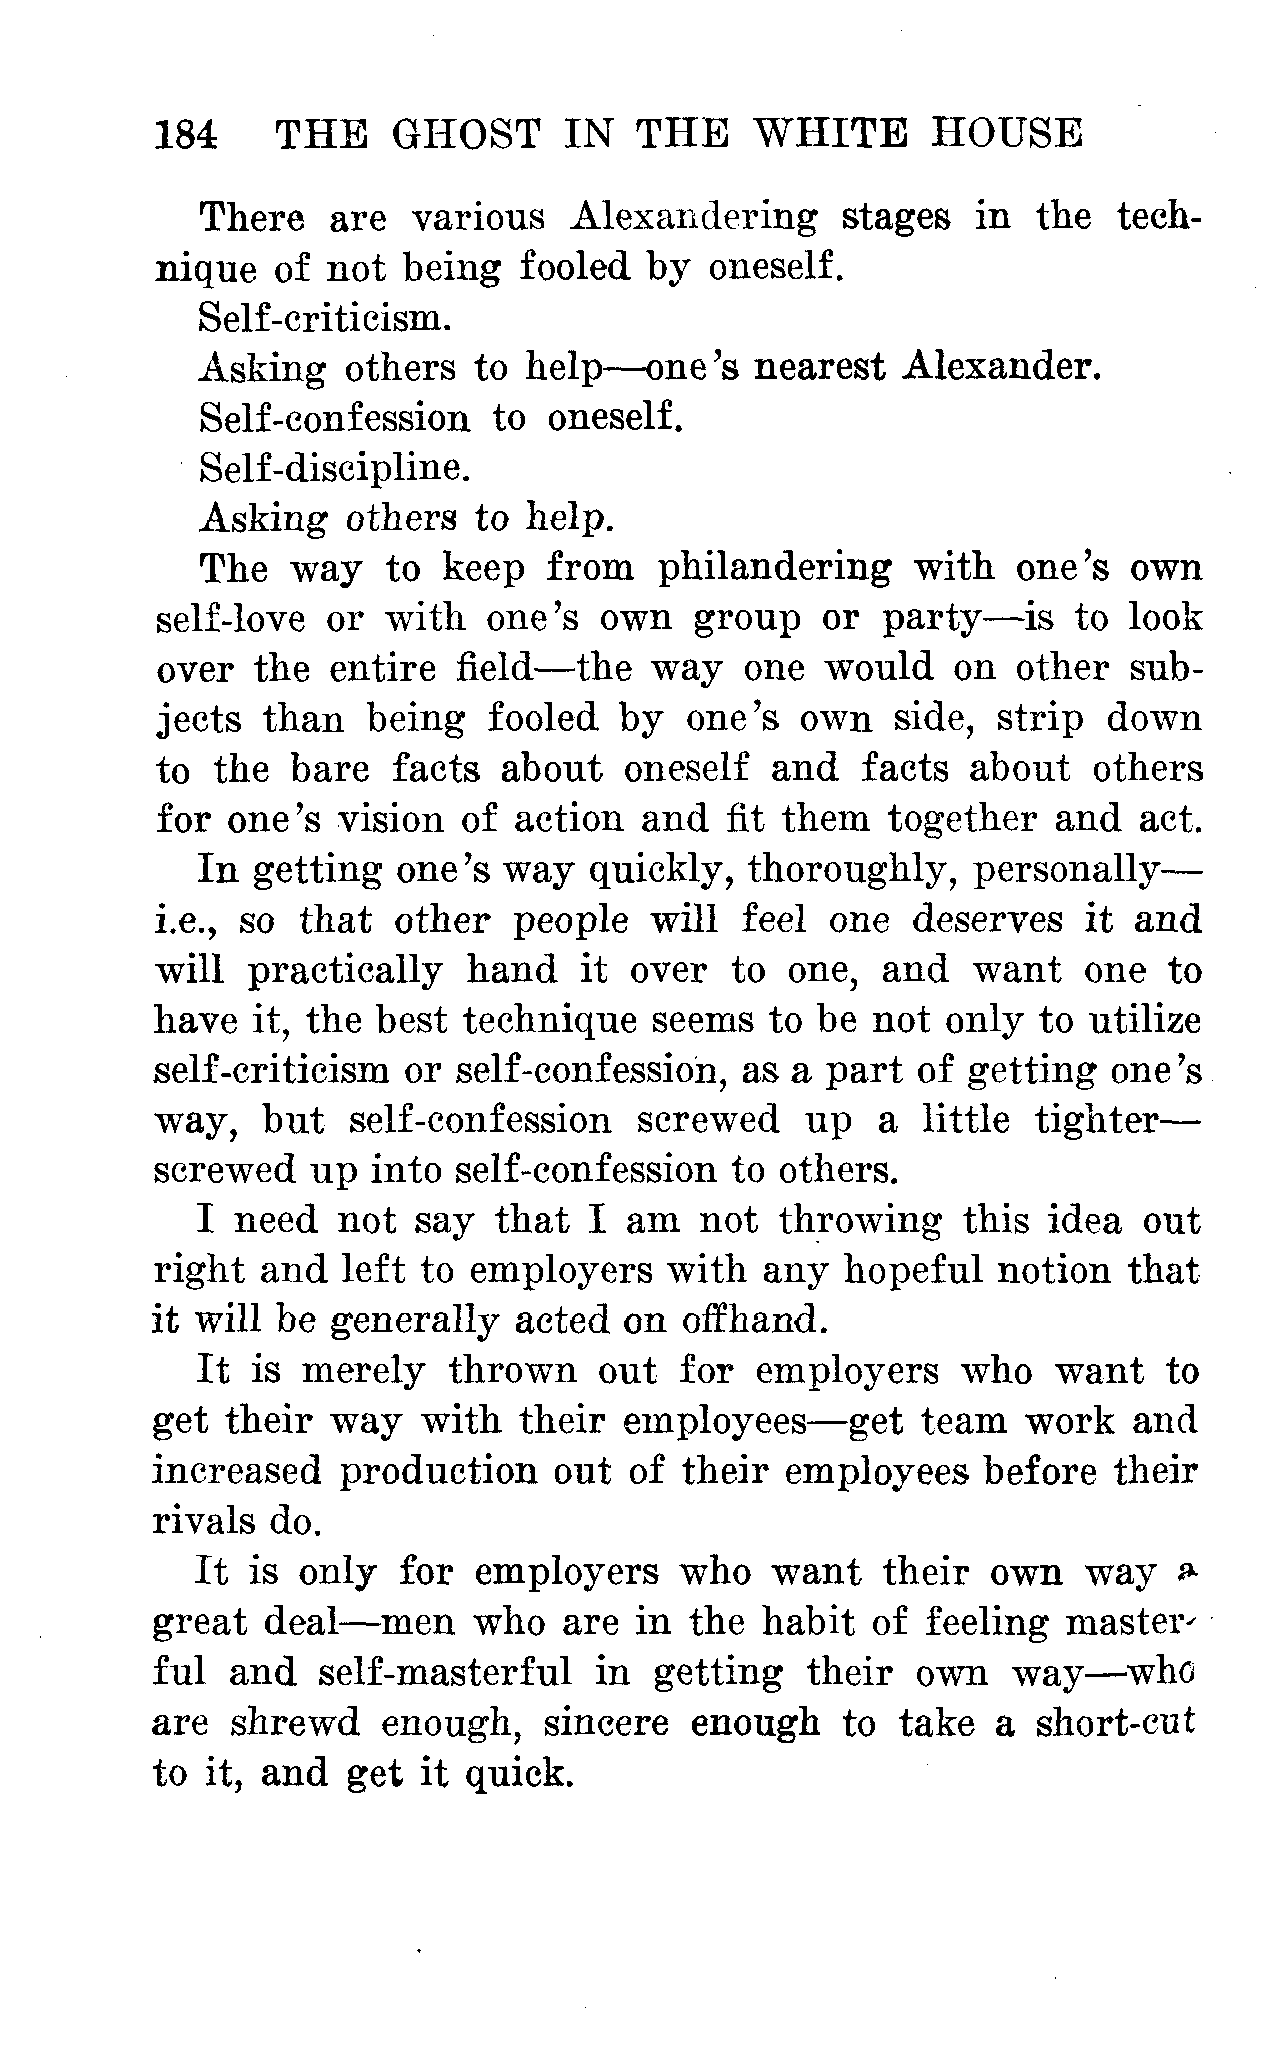 184 THE GHOST IN THE WHITE HOUSE
There are various Alexandering stages in the tech-
nique of not being fooled by oneself.
Self-criticism.
Asking others to help—one's nearest Alexander.
Self-confession to oneself.
Self-discipline.
Asking others to help.
The way to keep from philandering with one's own
self-love or with one's own group or party—is to look
over the entire field—the way one would on other sub-
jects than being fooled by one's own side, strip down
to the bare facts about oneself and facts about others
for one's vision of action and fit them together and act.
In getting one's way quickly, thoroughly, personally—
i.e., so that other people will feel one deserves it and
will practically hand it over to one, and want one to
have it, the best technique seems to be not only to utilize
self-criticism or self-confession, as a part of getting one's
way, but self-confession screwed up a little tighter—
screwed up into self-confession to others.
I need not say that I am not throwing this idea out
right and left to employers with any hopeful notion that
it will be generally acted on offhand.
It is merely thrown out for employers who want to
get their way with their employees—get team work and
increased production out of their employees before their
rivals do.
It is only for employers who want their own way a
great deal—men who are in the habit of feeling master-
ful and self-masterful in getting their own way—who
are shrewd enough, sincere enough to take a short-cut
to it, and get it quick.